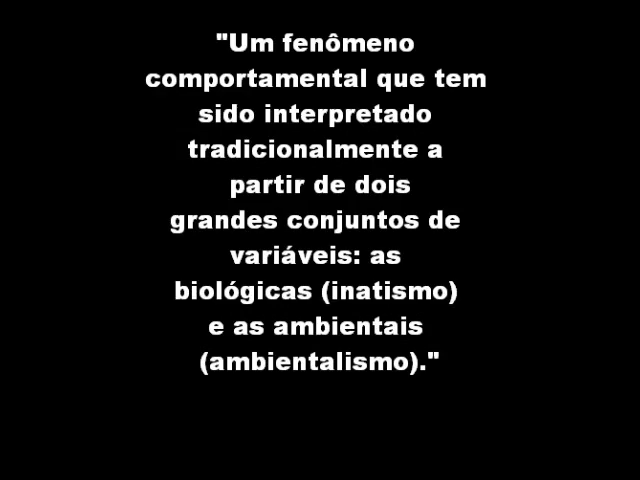 "Um fenômeno
comportamental que tem
sido interpretado
tradicionalmente a
partir de dois
grandes conjuntos de
variáveis: as
biológicas (inatismo)
e as ambientais
(ambientalismo)."